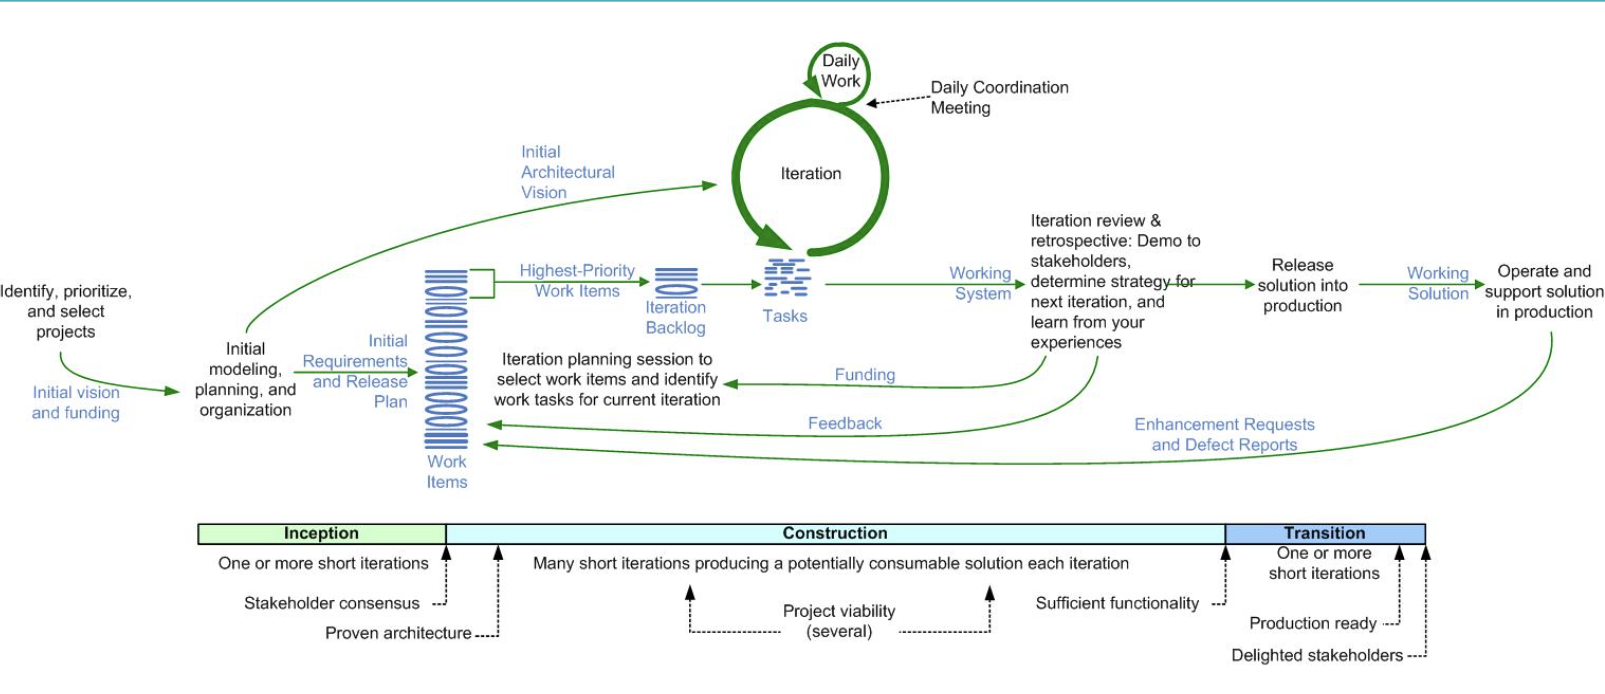 Daily
Work
Daily Coordination
Meeting
Iteration
Initial
Architectural
Vision
Identify, prioritize,
and select
projects
Initial vision
and funding
Initial
modeling,
planning, and
organization
Initial
Requirements
and Release
Plan
Work
Items
Highest-Priority
Work Items
Iteration
Backlog
Tasks
Iteration planning session to
select work items and identify
work tasks for current iteration
Working
System
Iteration review &
retrospective: Demo to
stakeholders,
determine strategy for
next iteration, and
learn from your
experiences
Release
solution into
production
Working
Solution
Operate and
support solution
in production
Funding
Feedback
Enhancement Requests
and Defect Reports
Inception
Construction
Transition
One or more short iterations
Many short iterations producing a potentially consumable solution each iteration
One or more
short iterations
Stakeholder consensus
Proven architecture
Project viability
(several)
Sufficient functionality
Production ready
Delighted stakeholders